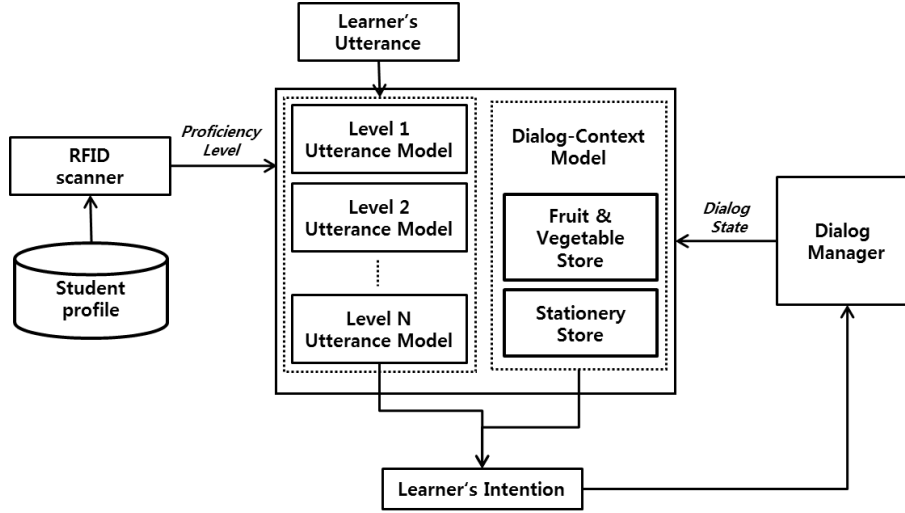 Learner's
Utterance
Level 1
Utterance Model
Level 2
Utterance Model
Level N
Utterance Model
Dialog-Context
Model
Fruit &
Vegetable
Store
Stationery
Store
Proficiency
Level
RFID
scanner
Student
profile
Dialog
State
Dialog
Manager
Learner's Intention